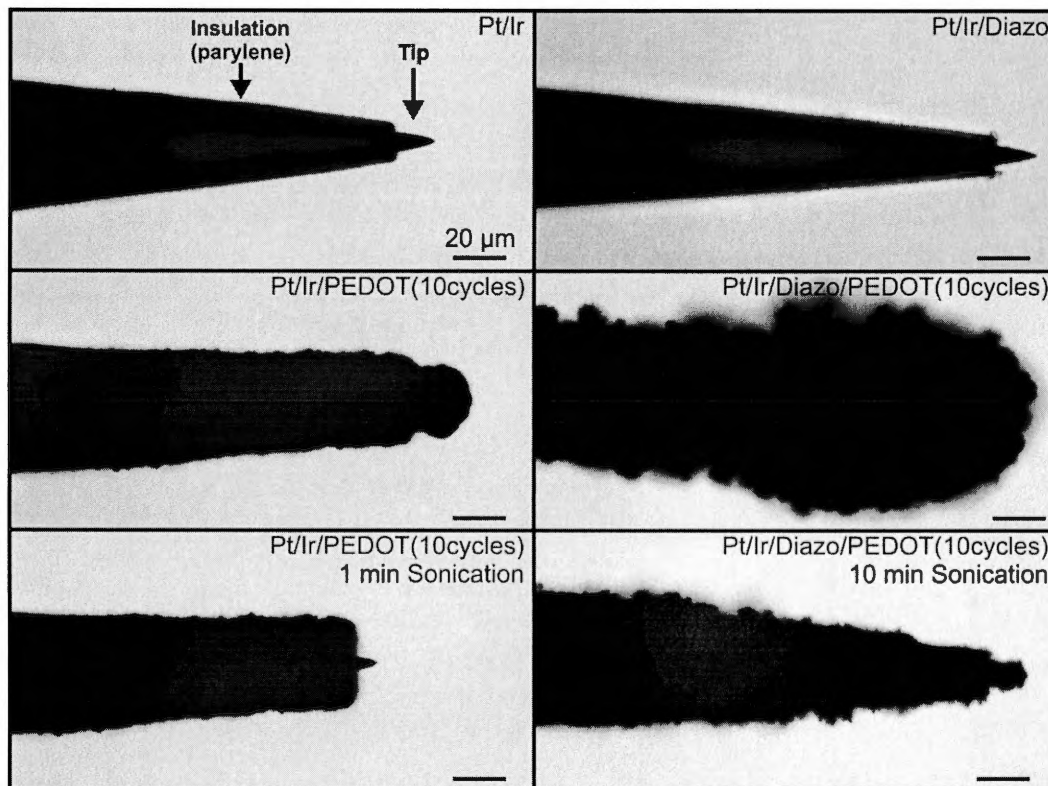 Insulation
(parylene)
Tip
Pt/Ir
20 µm
Pt/Ir/Diazo
Pt/Ir/PEDOT(10cycles)
Pt/Ir/Diazo/PEDOT(10cycles)
Pt/Ir/PEDOT(10cycles)
1 min Sonication
Pt/Ir/Diazo/PEDOT(10cycles)
10 min Sonication